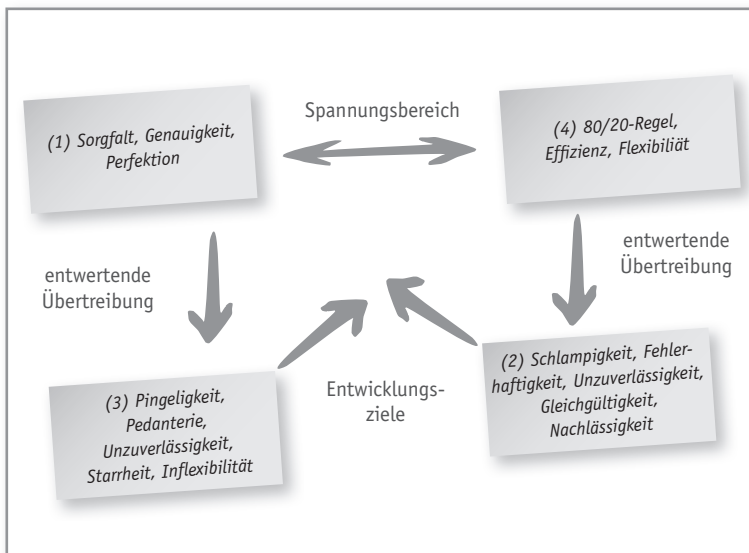 (1) Sorgfalt, Genauigkeit,
Perfektion
Spannungsbereich
(4) 80/20-Regel,
Effizienz, Flexibiliät
entwertende
Übertreibung
entwertende
Übertreibung
(3) Pingeligkeit,
Pedanterie,
Unzuverlässigkeit,
Starrheit, Inflexibilität
Entwicklungs-
ziele
(2) Schlampigkeit, Fehler-
haftigkeit, Unzuverlässigkeit,
Gleichgültigkeit,
Nachlässigkeit